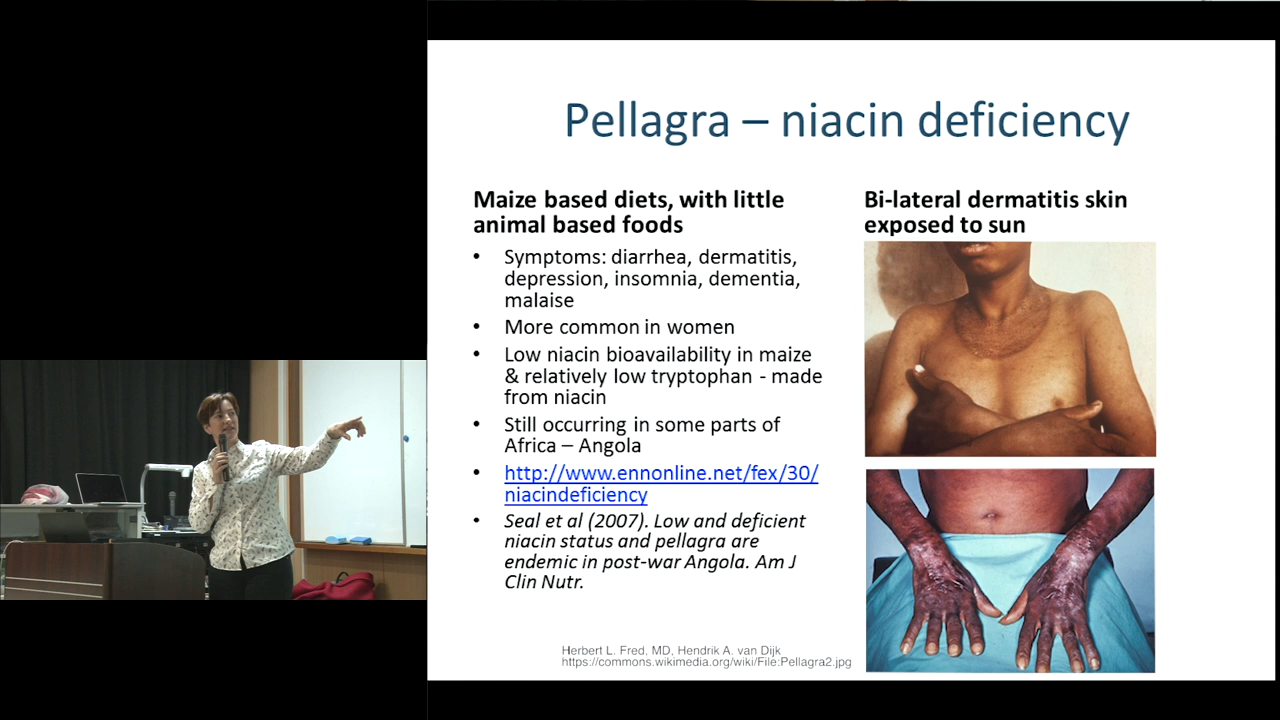 Pellagra – niacin deficiency
Maize based diets, with little
animal based foods
• Symptoms: diarrhea, dermatitis,
depression, insomnia, dementia,
malaise
• More common in women
• Low niacin bioavailability in maize
& relatively low tryptophan - made
from niacin
• Still occurring in some parts of
Africa – Angola
• http://www.ennonline.net/fex/30/
niacindeficiency
• Seal et al (2007). Low and deficient
niacin status and pellagra are
endemic in post-war Angola. Am J
Clin Nutr.
Bi-lateral dermatitis skin
exposed to sun
Herbert L. Fred, MD, Hendrik A. van Dijk
https://commons.wikimedia.org/wiki/File:Pellagra2.jpg